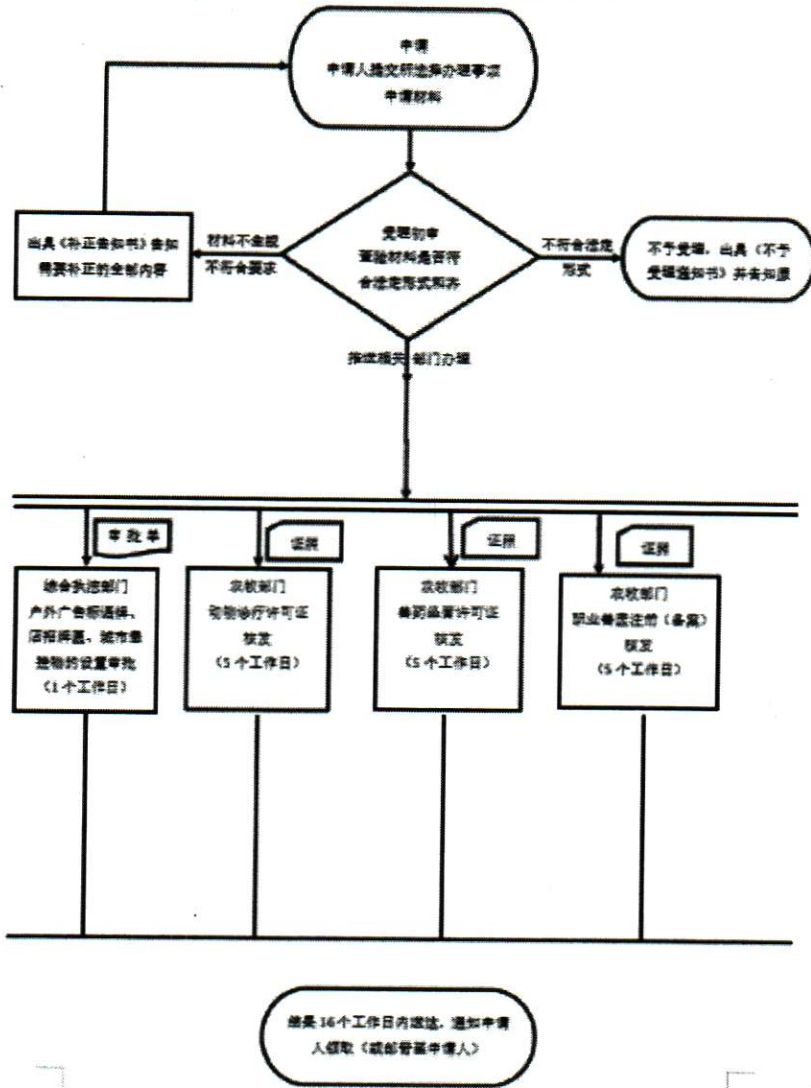 申请
申请人提交所选择办理事项
申请材料
受理初审
查验材料是否符
合法定形式和齐
材料不全或
不符合要求
出具《补正告知书》告知
需要补正的全部内容
不符合法定
形式
不予受理，出具《不予
受理通知书》并告知原
推送相关 部门办理
审批单
证照
证照
证照
综合执法部门
户外广告标语牌、
店招牌匾、城市
建物的设置审批
（1个工作日）
农牧部门
动物诊疗许可证
核发
（5个工作日）
农牧部门
兽药经营许可证
核发
（5个工作日）
农牧部门
职业兽医注册（备案）
核发
（5个工作日）
结果16个工作日内送达，通知申请
人领取（或邮寄至申请人）